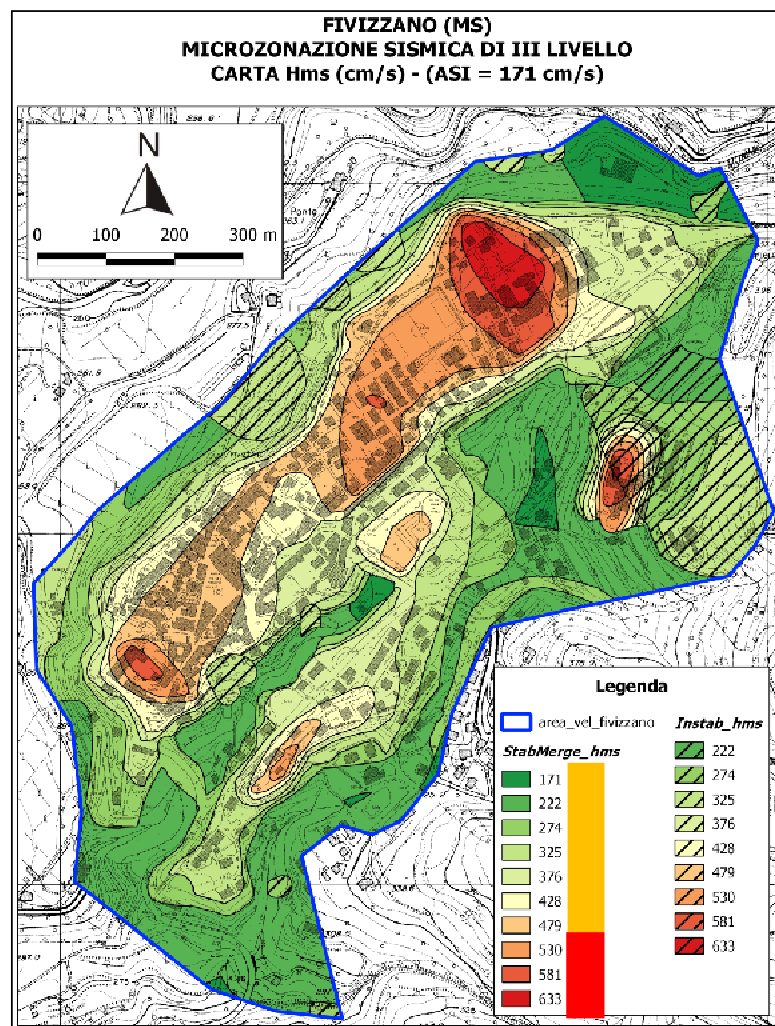 FIVIZZANO (MS)
MICROZONAZIONE SISMICA DI III LIVELLO
CARTA Hms (cm/s) - (ASI = 171 cm/s)
N
0 100 200 300 m
Legenda
area_vel_fivizzano
StabMerge_hms
171
222
274
325
376
428
479
530
581
633
Instab_hms
222
274
325
376
428
479
530
581
633